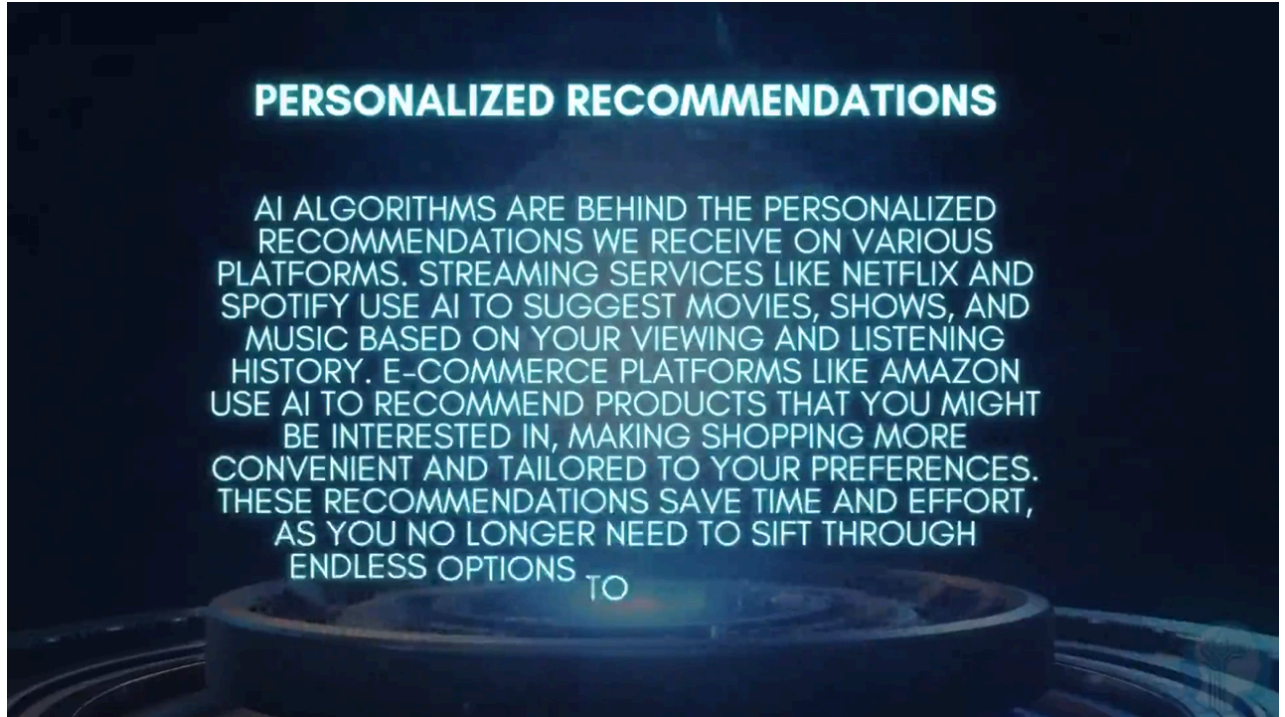 PERSONALIZED RECOMMENDATIONS
AI ALGORITHMS ARE BEHIND THE PERSONALIZED
RECOMMENDATIONS WE RECEIVE ON VARIOUS
PLATFORMS. STREAMING SERVICES LIKE NETFLIX AND
SPOTIFY USE AI TO SUGGEST MOVIES, SHOWS, AND
MUSIC BASED ON YOUR VIEWING AND LISTENING
HISTORY. E-COMMERCE PLATFORMS LIKE AMAZON
USE AI TO RECOMMEND PRODUCTS THAT YOU MIGHT
BE INTERESTED IN, MAKING SHOPPING MORE
CONVENIENT AND TAILORED TO YOUR PREFERENCES.
THESE RECOMMENDATIONS SAVE TIME AND EFFORT,
AS YOU NO LONGER NEED TO SIFT THROUGH
ENDLESS OPTIONS TO